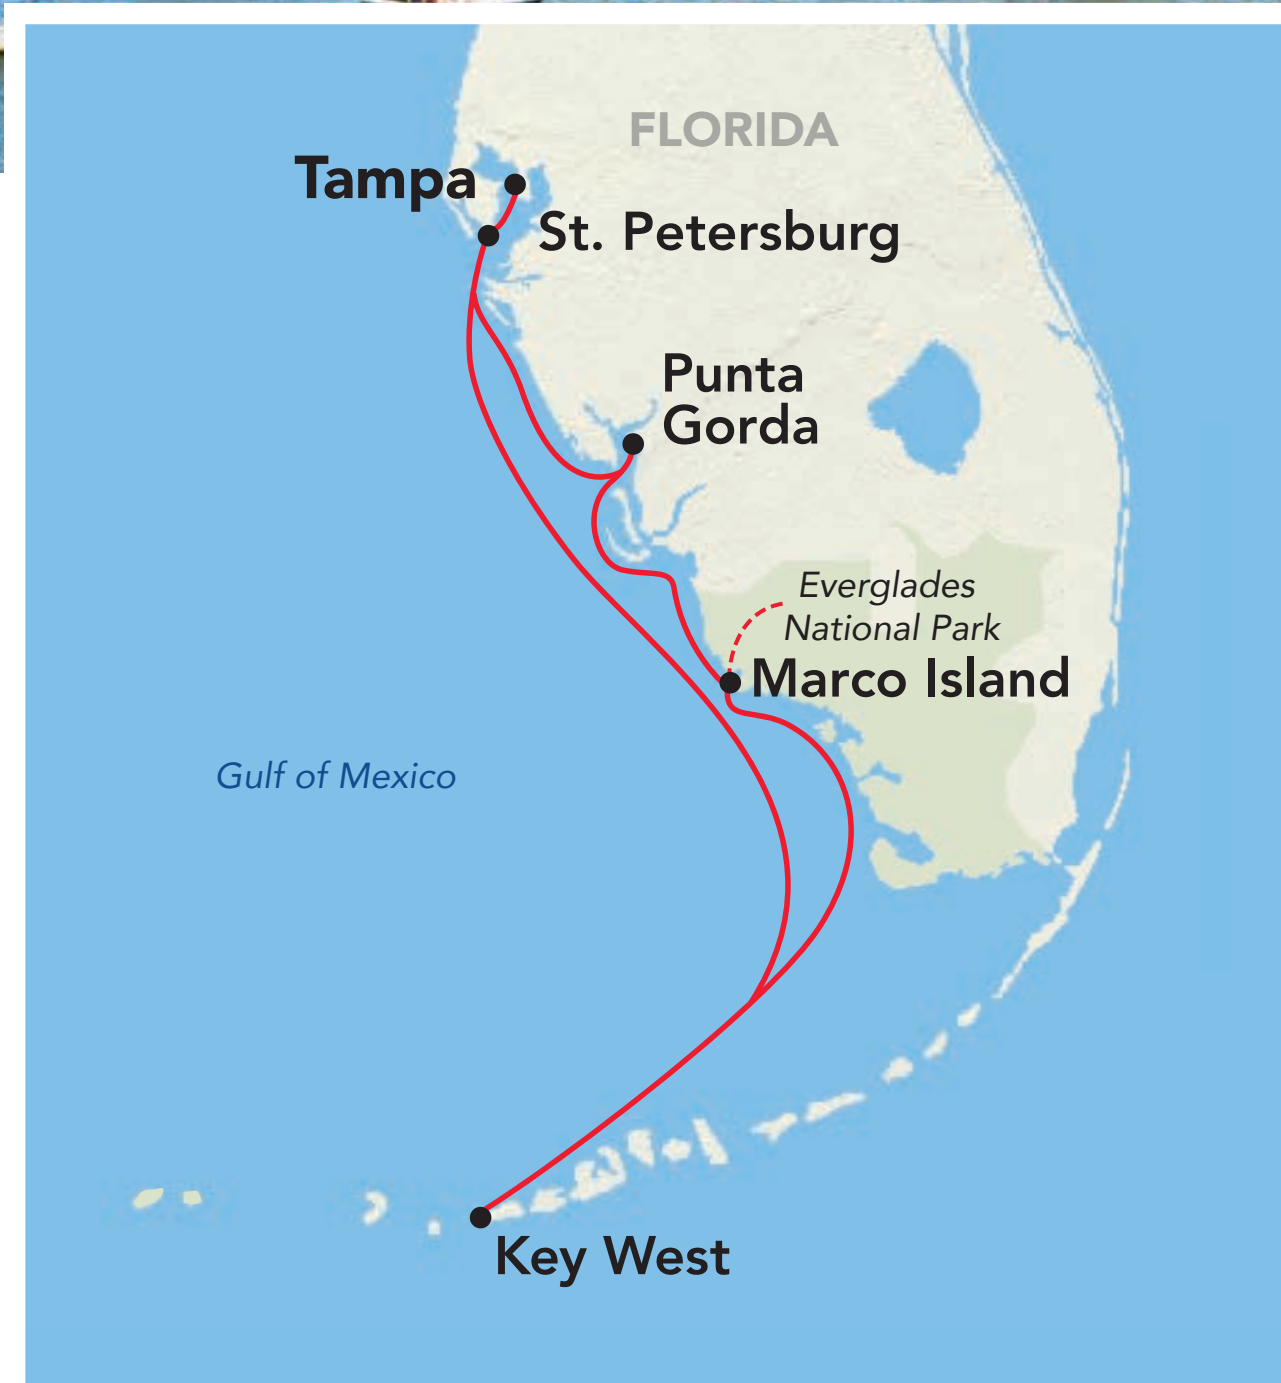 FLORIDA
Tampa
St. Petersburg
Punta
Gorda
Everglades
National Park
Marco Island
Gulf of Mexico
Key West